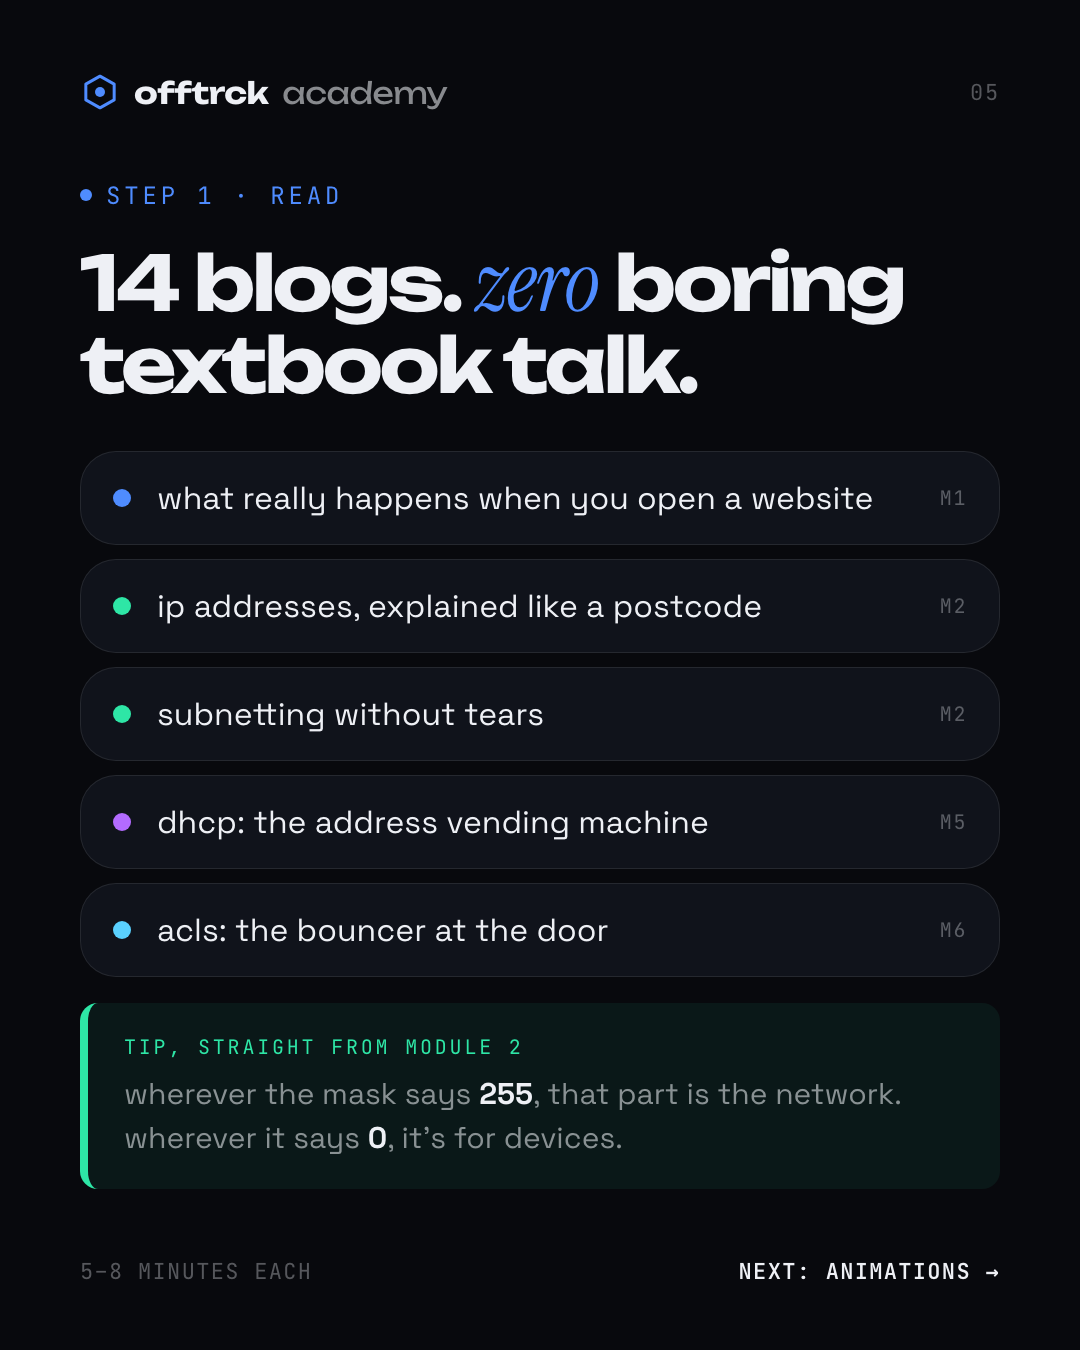 offtrck academy
05
STEP 1 · READ
14 blogs. zero boring
textbook talk.
what really happens when you open a website M1
ip addresses, explained like a postcode M2
subnetting without tears M2
dhcp: the address vending machine M5
acls: the bouncer at the door M6
TIP, STRAIGHT FROM MODULE 2
wherever the mask says 255, that part is the network.
wherever it says 0, it’s for devices.
5–8 MINUTES EACH
NEXT: ANIMATIONS →